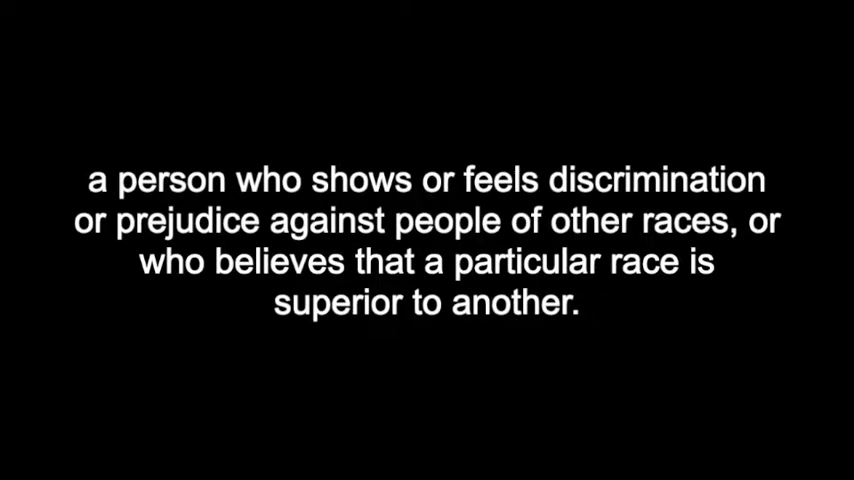 a person who shows or feels discrimination
or prejudice against people of other races, or
who believes that a particular race is
superior to another.